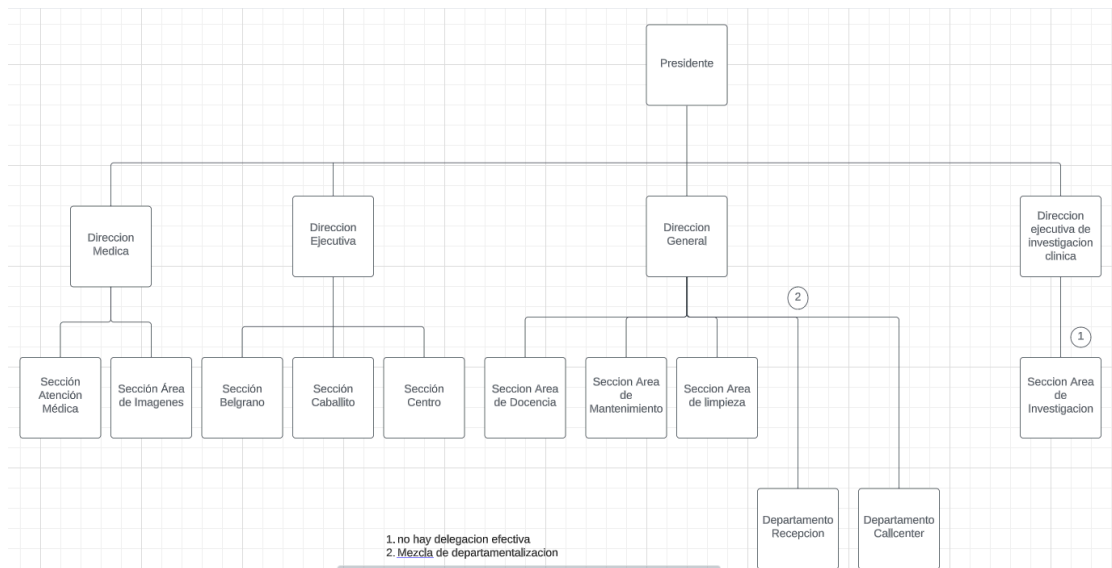 Presidente
Direccion
Medica
Direccion
Ejecutiva
Direccion
General
Direccion
ejecutiva de
investigacion
clinica
2
1
Sección
Atención
Médica
Sección Área
de Imagenes
Sección
Belgrano
Sección
Caballito
Sección
Centro
Seccion Area
de Docencia
Seccion Area
de
Mantenimiento
Seccion Area
de limpieza
Seccion Area
de
Investigacion
Departamento
Recepcion
Departamento
Callcenter
1. no hay delegacion efectiva
2. Mezcla de departamentalizacion